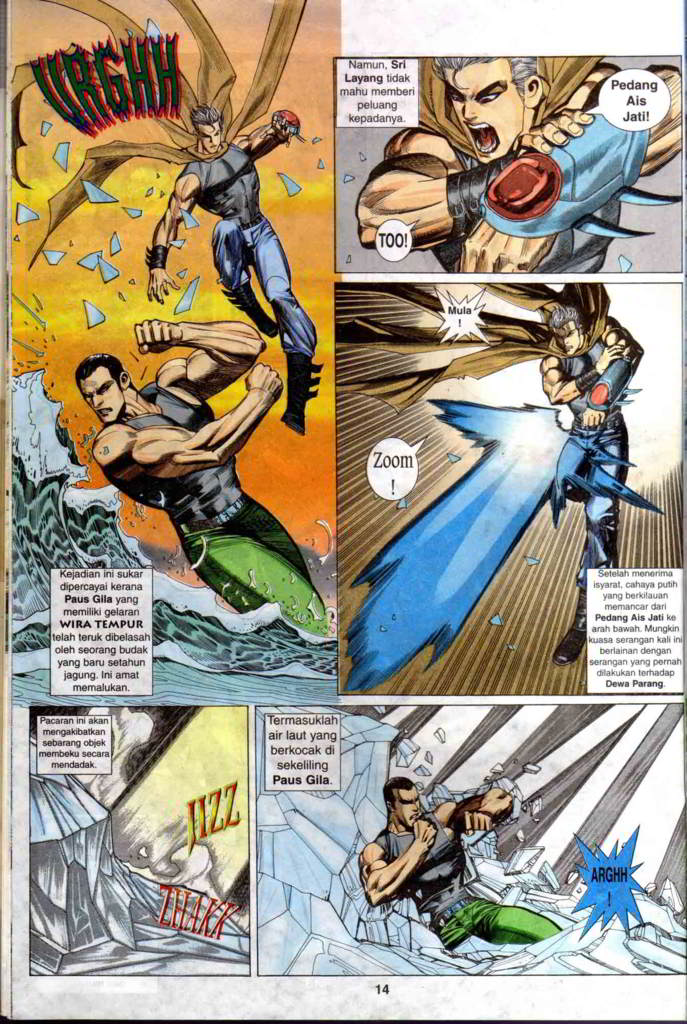 URGHH
Kejadian ini sukar
dipercayai kerana
Paus Gila yang
memiliki gelaran
WIRA TEMPUR
telah teruk dibelasah
oleh seorang budak
yang baru setahun
jagung. Ini amat
memalukan.
Namun, Sri
Layang tidak
mahu memberi
peluang
kepadanya.
Pedang
Ais
Jati!
TOO!
Mula
!
Zoom
!
Setelah menerima
isyarat, cahaya putih
yang berkilauan
memancar dari
Pedang Ais Jati ke
arah bawah. Mungkin
kuasa serangan kali ini
berlainan dengan
serangan yang pernah
dilakukan terhadap
Dewa Parang.
Pacaran ini akan
mengakibatkan
sebarang objek
membeku secara
mendadak.
JIZZ
ZHAKK
Termasuklah
air laut yang
berkocak di
sekeliling
Paus Gila.
ARGHH
!
14